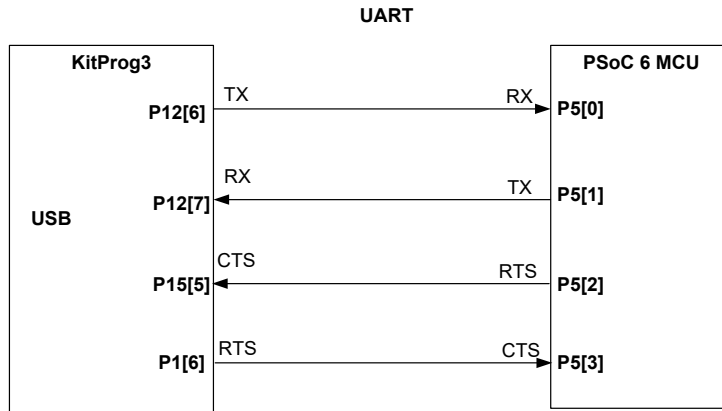 UART
KitProg3
PSoC 6 MCU
TX
RX
P12[6]
P5[0]
RX
TX
P12[7]
P5[1]
USB
CTS
RTS
P15[5]
P5[2]
RTS
CTS
P1[6]
P5[3]